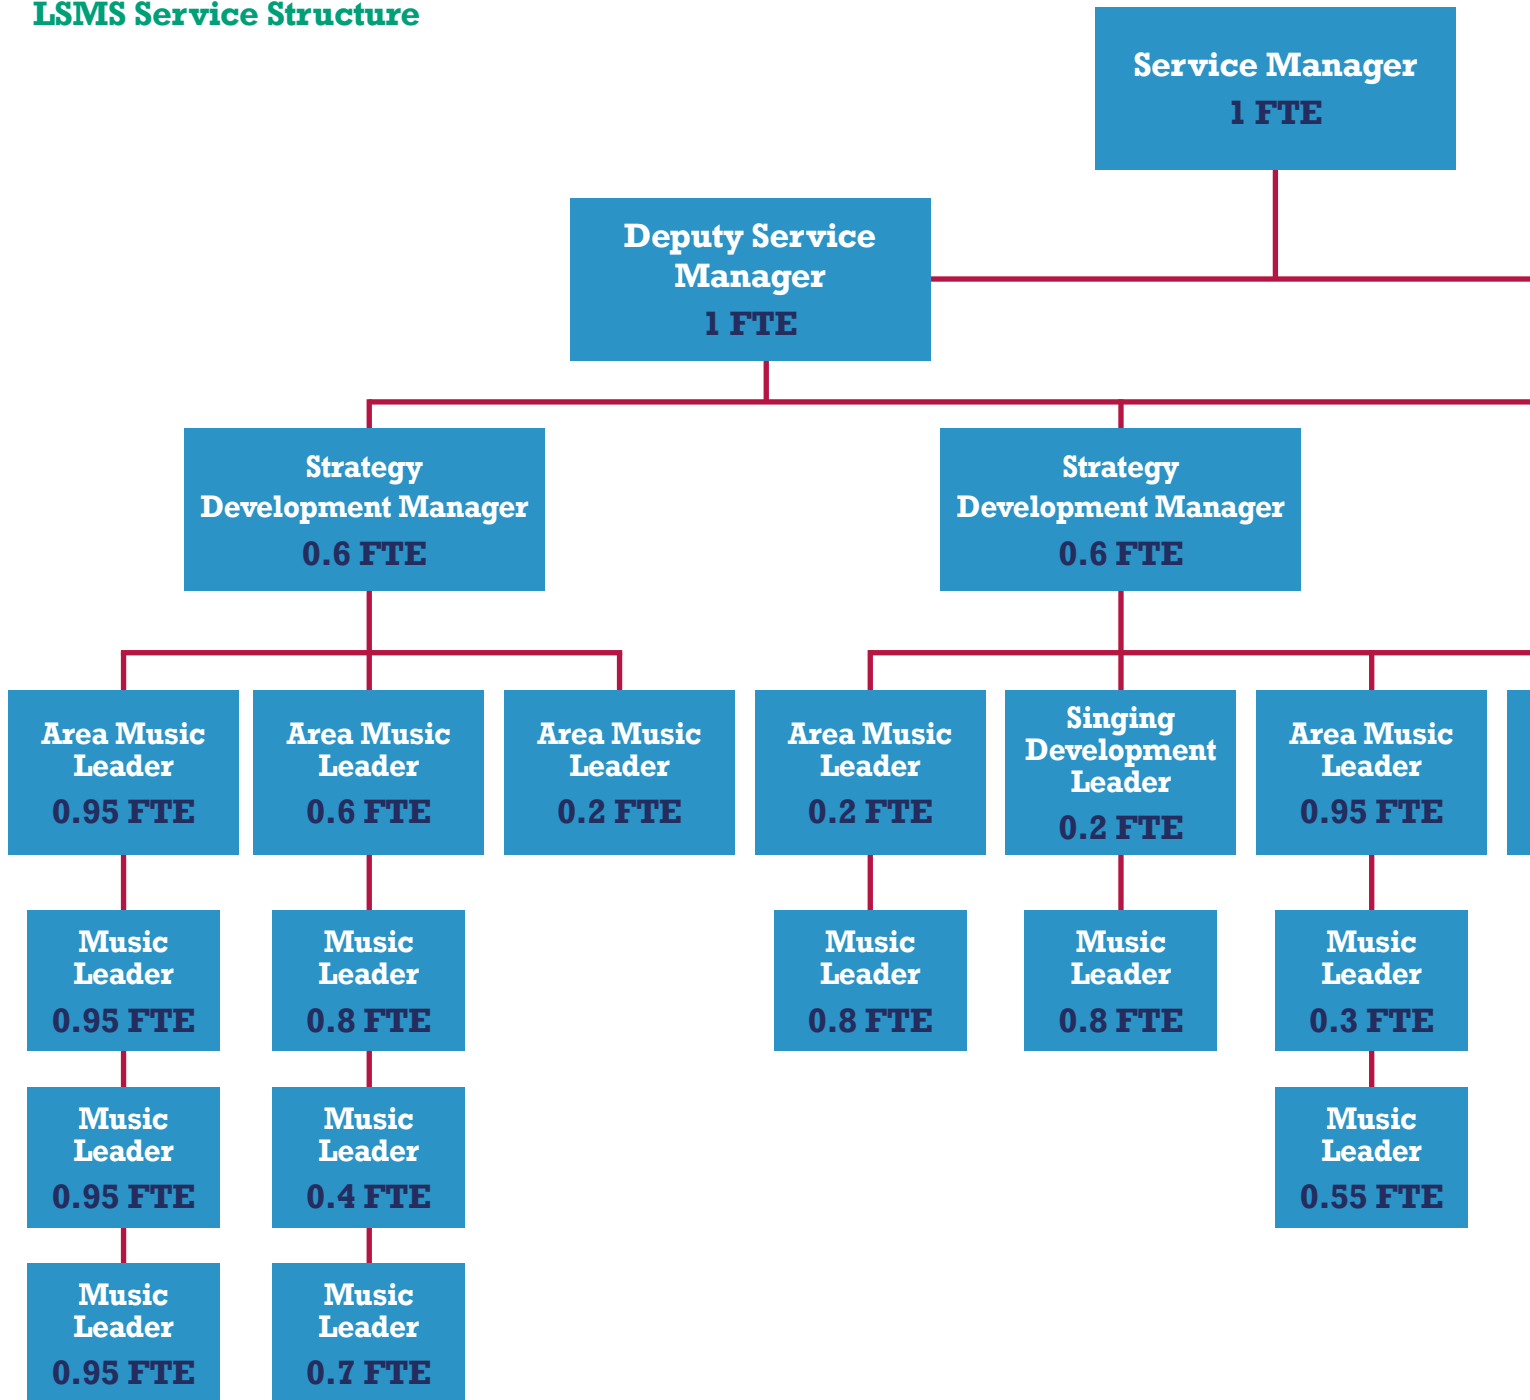 LSMS Service Structure
Service Manager
1 FTE
Deputy Service
Manager
1 FTE
Strategy
Development Manager
0.6 FTE
Strategy
Development Manager
0.6 FTE
Area Music
Leader
0.95 FTE
Area Music
Leader
0.6 FTE
Area Music
Leader
0.2 FTE
Area Music
Leader
0.2 FTE
Singing
Development
Leader
0.2 FTE
Area Music
Leader
0.95 FTE
Music
Leader
0.95 FTE
Music
Leader
0.8 FTE
Music
Leader
0.8 FTE
Music
Leader
0.8 FTE
Music
Leader
0.3 FTE
Music
Leader
0.95 FTE
Music
Leader
0.4 FTE
Music
Leader
0.55 FTE
Music
Leader
0.95 FTE
Music
Leader
0.7 FTE